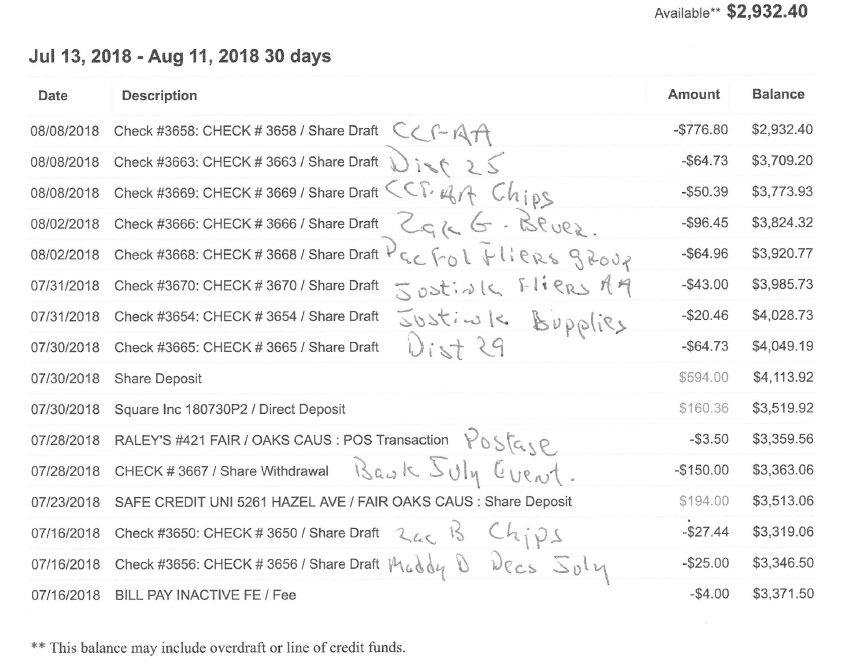 Available** $2,932.40
Jul 13, 2018 - Aug 11, 2018 30 days
Date Description Amount Balance
08/08/2018 Check #3658: CHECK # 3658 / Share Draft CCF-AA -$776.80 $2,932.40
08/08/2018 Check #3663: CHECK # 3663 / Share Draft Dist 25 -$64.73 $3,709.20
08/08/2018 Check #3669: CHECK # 3669 / Share Draft CCF-AA Chips -$50.39 $3,773.93
08/02/2018 Check #3666: CHECK # 3666 / Share Draft Zak G. -$96.45 $3,824.32
08/02/2018 Check #3668: CHECK # 3668 / Share Draft Fliers group -$64.96 $3,920.77
07/31/2018 Check #3670: CHECK # 3670 / Share Draft Fliers AA -$43.00 $3,985.73
07/31/2018 Check #3654: CHECK # 3654 / Share Draft -$20.46 $4,028.73
07/30/2018 Check #3665: CHECK # 3665 / Share Draft Dist 29 -$64.73 $4,049.19
07/30/2018 Share Deposit $594.00 $4,113.92
07/30/2018 Square Inc 180730P2 / Direct Deposit $160.36 $3,519.92
07/28/2018 RALEY'S #421 FAIR / OAKS CAUS : POS Transaction Postage -$3.50 $3,359.56
07/28/2018 CHECK # 3667 / Share Withdrawal Bank July Event. -$150.00 $3,363.06
07/23/2018 SAFE CREDIT UNI 5261 HAZEL AVE / FAIR OAKS CAUS : Share Deposit $194.00 $3,513.06
07/16/2018 Check #3650: CHECK # 3650 / Share Draft Zac B Chips -$27.44 $3,319.06
07/16/2018 Check #3656: CHECK # 3656 / Share Draft Maddy D Decs July -$25.00 $3,346.50
07/16/2018 BILL PAY INACTIVE FE / Fee -$4.00 $3,371.50
** This balance may include overdraft or line of credit funds.